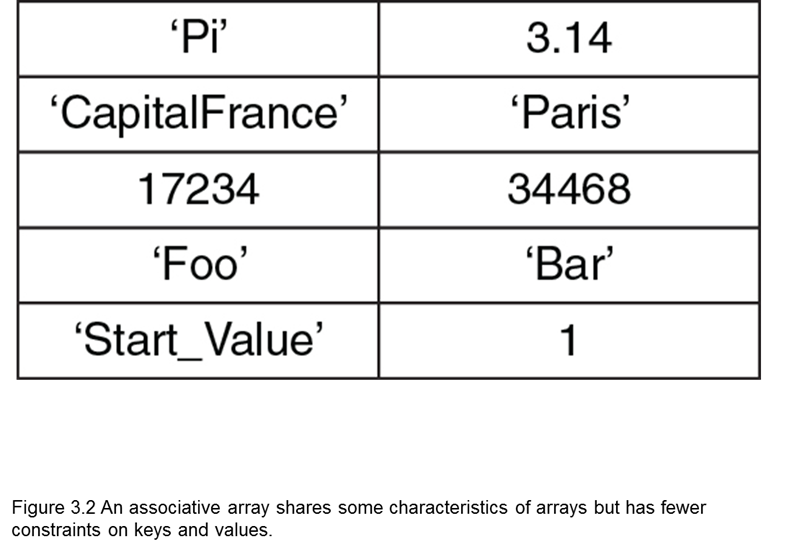 ‘Pi’ 3.14
‘CapitalFrance’ ‘Paris’
17234 34468
‘Foo’ ‘Bar’
‘Start_Value’ 1
Figure 3.2 An associative array shares some characteristics of arrays but has fewer
constraints on keys and values.